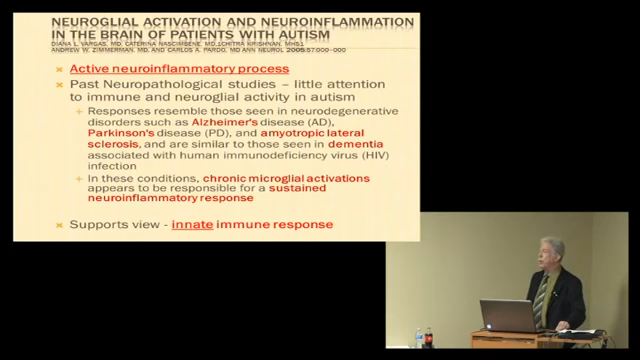 NEUROGLIAL ACTIVATION AND NEUROINFLAMMATION
IN THE BRAIN OF PATIENTS WITH AUTISM
DIANA L. VARGAS, MD, CATERINA NASCIMBENE, MD,1CHITRA KRISHNAN, MHS1
ANDREW W. ZIMMERMAN, MD, AND CARLOS A. PARDO, MD ANN NEUROL 2005;57:000–000
Active neuroinflammatory process
Past Neuropathological studies – little attention
to immune and neuroglial activity in autism
Responses resemble those seen in neurodegenerative
disorders such as Alzheimer's disease (AD),
Parkinson's disease (PD), and amyotropic lateral
sclerosis, and are similar to those seen in dementia
associated with human immunodeficiency virus (HIV)
infection
In these conditions, chronic microglial activations
appears to be responsible for a sustained
neuroinflammatory response
Supports view - innate immune response